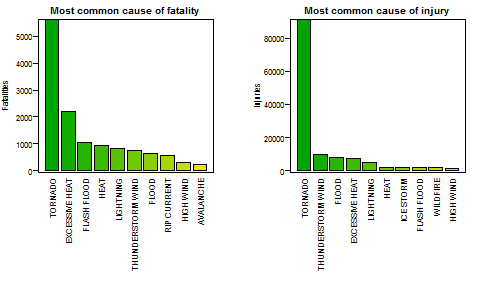 Most common cause of fatality
Fatalities
5000
4000
3000
2000
1000
0
TORNADO
EXCESSIVE HEAT
FLASH FLOOD
HEAT
LIGHTNING
THUNDERSTORM WIND
FLOOD
RIP CURRENT
HIGH WIND
AVALANCHE
Most common cause of injury
Injuries
80000
60000
40000
20000
0
TORNADO
THUNDERSTORM WIND
FLOOD
EXCESSIVE HEAT
LIGHTNING
HEAT
ICE STORM
FLASH FLOOD
WILDFIRE
HIGH WIND